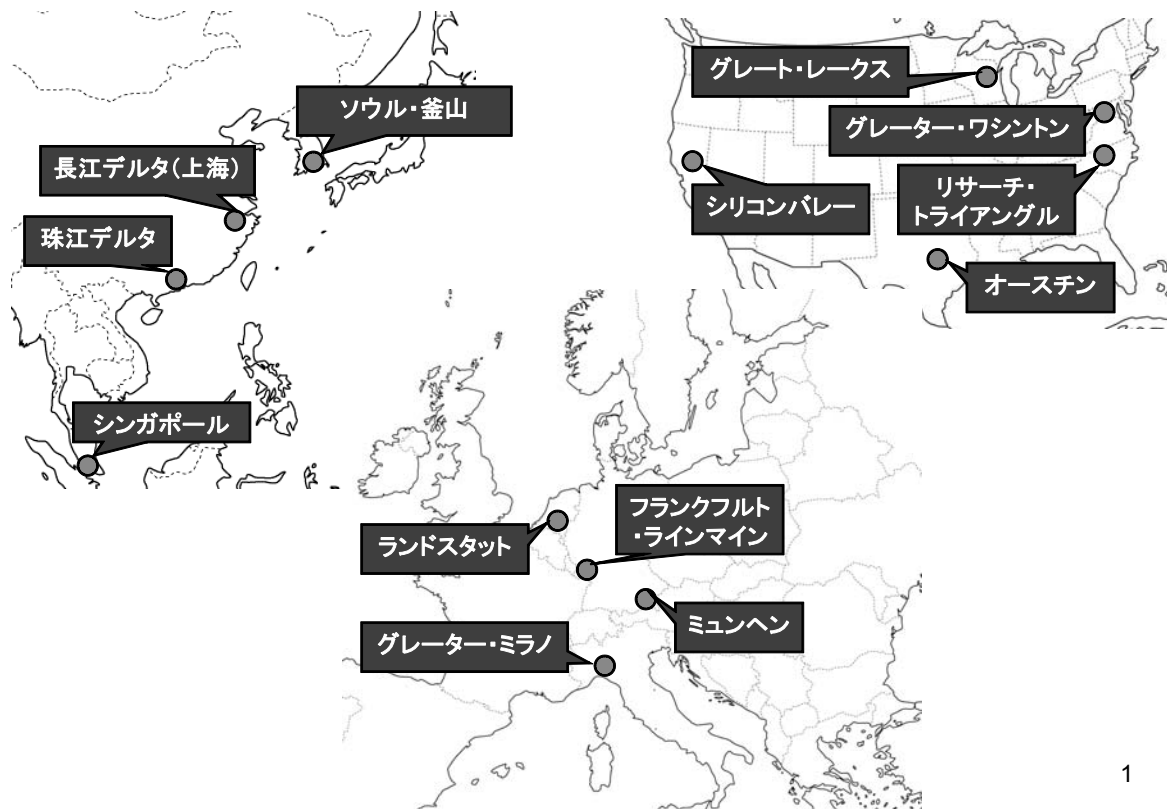 ソウル・釜山
長江デルタ(上海)
珠江デルタ
シンガポール
グレート・レークス
グレーター・ワシントン
シリコンバレー
リサーチ・
トライアングル
オースチン
フランクフルト
・ラインマイン
ランドスタット
ミュンヘン
グレーター・ミラノ
1